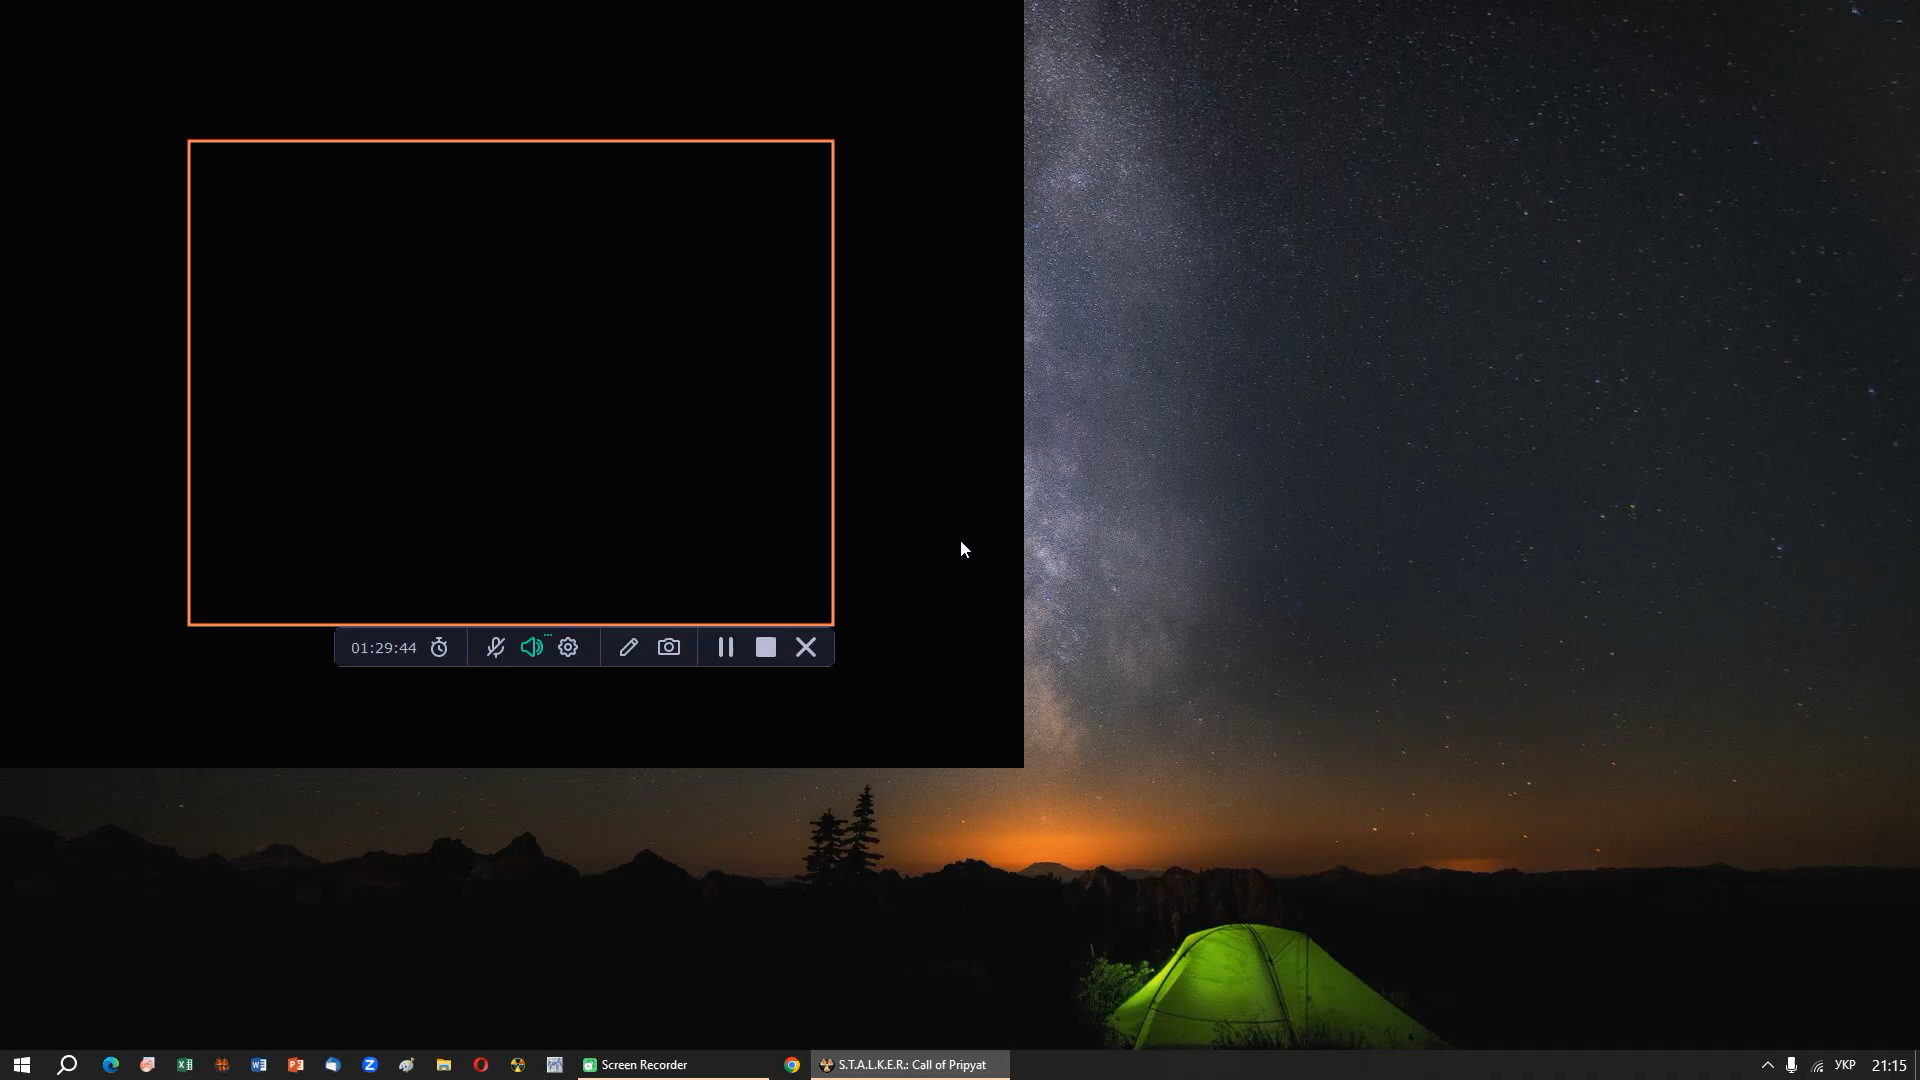 01:29:44
Screen Recorder
S.T.A.L.K.E.R.: Call of Pripyat
УКР
21:15